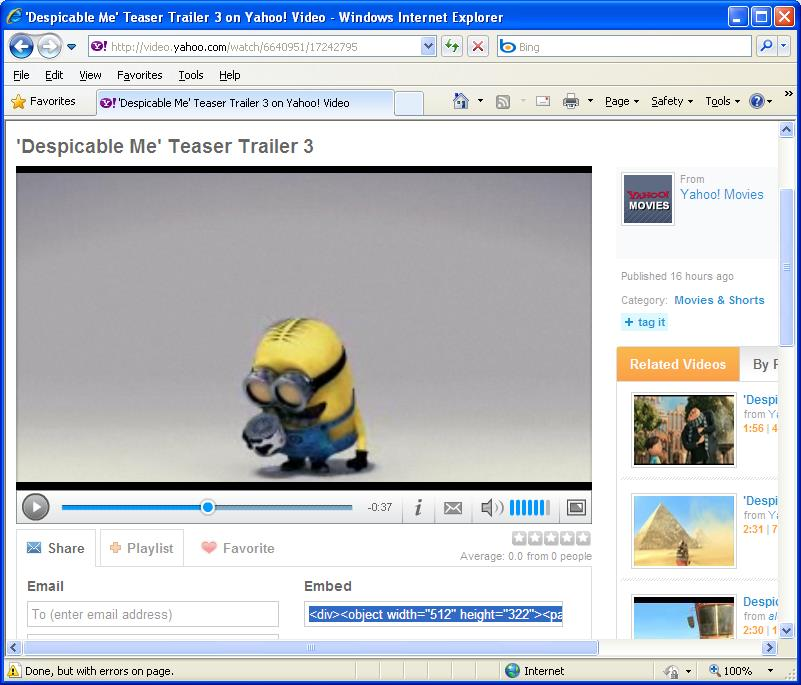 'Despicable Me' Teaser Trailer 3 on Yahoo! Video - Windows Internet Explorer
http://video.yahoo.com/watch/6640951/17242795
Bing
File Edit View Favorites Tools Help
Favorites
'Despicable Me' Teaser Trailer 3 on Yahoo! Video
Page Safety Tools
'Despicable Me' Teaser Trailer 3
YAHOO!
MOVIES
From
Yahoo! Movies
Published 16 hours ago
Category: Movies & Shorts
+ tag it
Related Videos
By
'Despi
from Ya
1:56 | 4
'Despi
from Ya
2:31 | 7
Despic
from al
2:30 | 1
-0:37
Share Playlist Favorite
Average: 0.0 from 0 people
Email
Embed
To (enter email address)
<div><object width="512" height="322"><pa
Done, but with errors on page.
Internet
100%